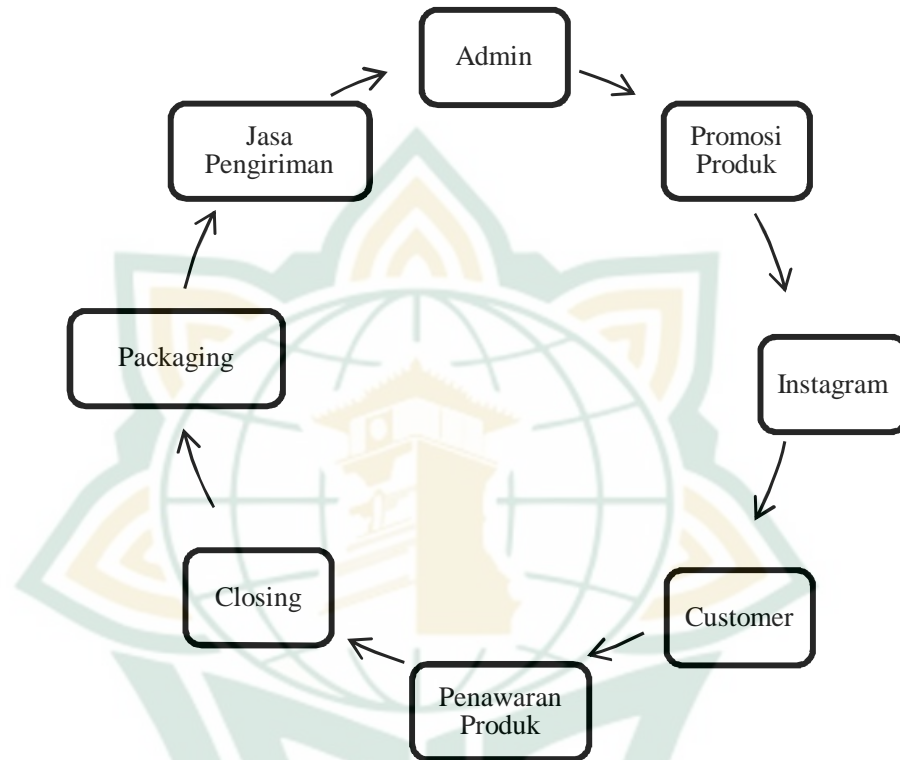 Admin
Promosi
Produk
Instagram
Customer
Penawaran
Produk
Closing
Packaging
Jasa
Pengiriman